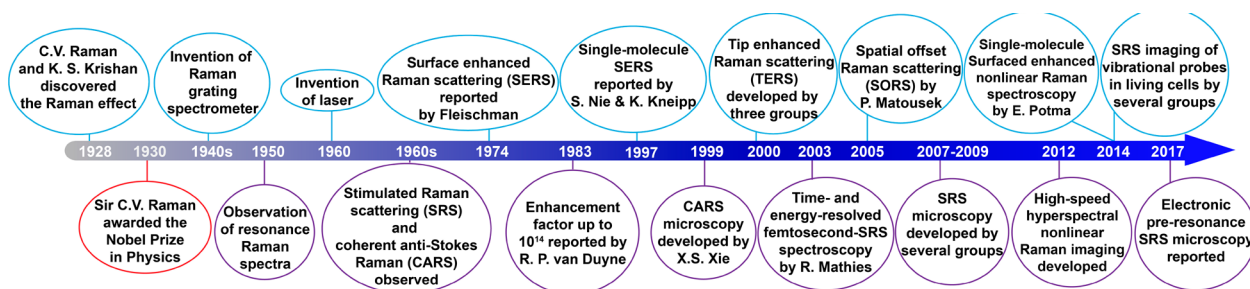 C.V. Raman
and K. S. Krishan
discovered
the Raman effect
Invention of
Raman
grating
spectrometer
Invention
of laser
Surface enhanced
Raman scattering (SERS)
reported
by Fleischman
Single-molecule
SERS
reported by
S. Nie & K. Kneipp
Tip enhanced
Raman scattering
(TERS)
developed by
three groups
Spatial offset
Raman scattering
(SORS) by
P. Matousek
Single-molecule
Surfaced enhanced
nonlinear Raman
spectroscopy
by E. Potma
SRS imaging of
vibrational probes
in living cells by
several groups
1928 1930 1940s 1950 1960 1960s 1974 1983 1997 1999 2000 2003 2005 2007-2009 2012 2014 2017
Sir C.V. Raman
awarded the
Nobel Prize
in Physics
Observation
of resonance
Raman
spectra
Stimulated Raman
scattering (SRS)
and
coherent anti-Stokes
Raman (CARS)
observed
Enhancement
factor up to
10¹⁴ reported by
R. P. van Duyne
CARS
microscopy
developed by
X.S. Xie
Time- and
energy-resolved
femtosecond-SRS
spectroscopy
by R. Mathies
SRS
microscopy
developed by
several groups
High-speed
hyperspectral
nonlinear
Raman imaging
developed
Electronic
pre-resonance
SRS microscopy
reported